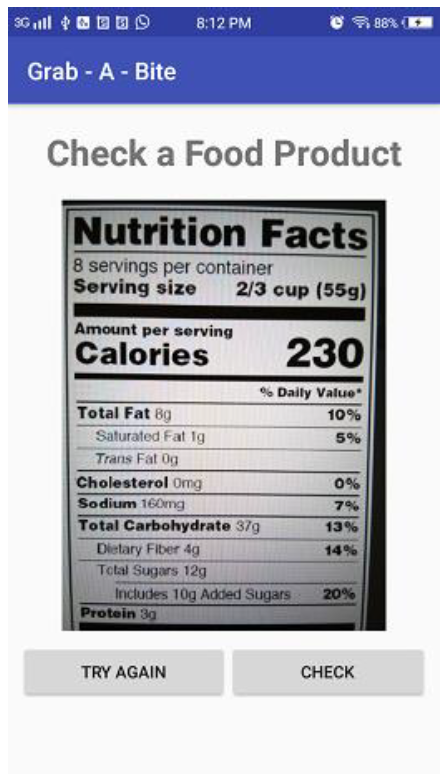 3G 8:12 PM 88%
Grab - A - Bite
Check a Food Product
Nutrition Facts
8 servings per container
Serving size 2/3 cup (55g)
Amount per serving
Calories 230
% Daily Value*
Total Fat 8g 10%
Saturated Fat 1g 5%
Trans Fat 0g
Cholesterol 0mg 0%
Sodium 160mg 7%
Total Carbohydrate 37g 13%
Dietary Fiber 4g 14%
Total Sugars 12g
Includes 10g Added Sugars 20%
Protein 3g
TRY AGAIN CHECK